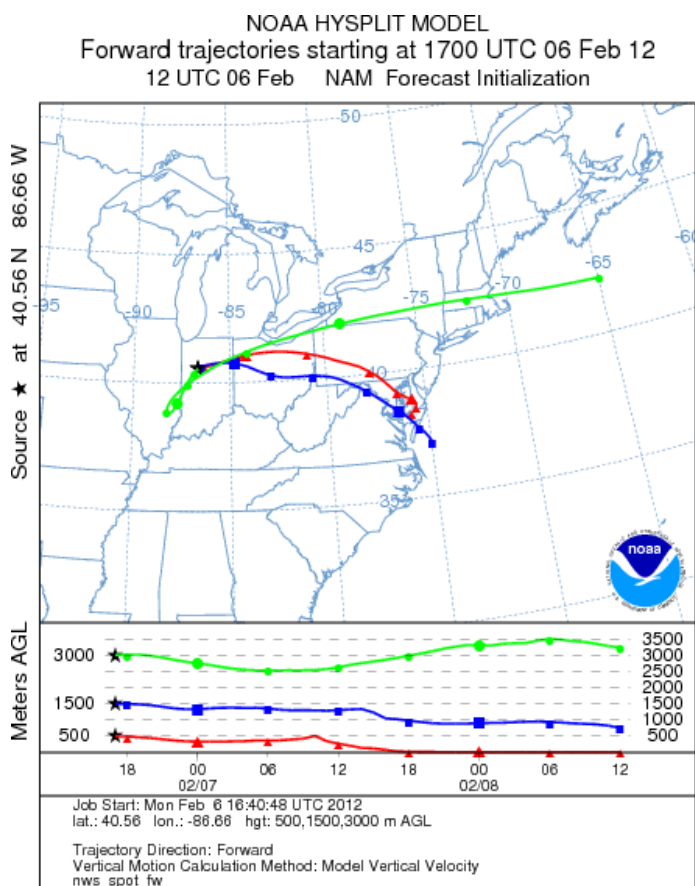 NOAA HYSPLIT MODEL
Forward trajectories starting at 1700 UTC 06 Feb 12
12 UTC 06 Feb NAM Forecast Initialization
Source ★ at 40.56 N 86.66 W
50
45
-60
-65
-70
-75
-80
-85
-90
-95
40
35
noaa
Meters AGL
3000
1500
500
3500
3000
2500
2000
1500
1000
500
18 00 06 12 18 00 06 12
02/07 02/08
Job Start: Mon Feb 6 16:40:48 UTC 2012
lat.: 40.56 lon.: -86.66 hgt: 500,1500,3000 m AGL
Trajectory Direction: Forward
Vertical Motion Calculation Method: Model Vertical Velocity
nws_spot_fw